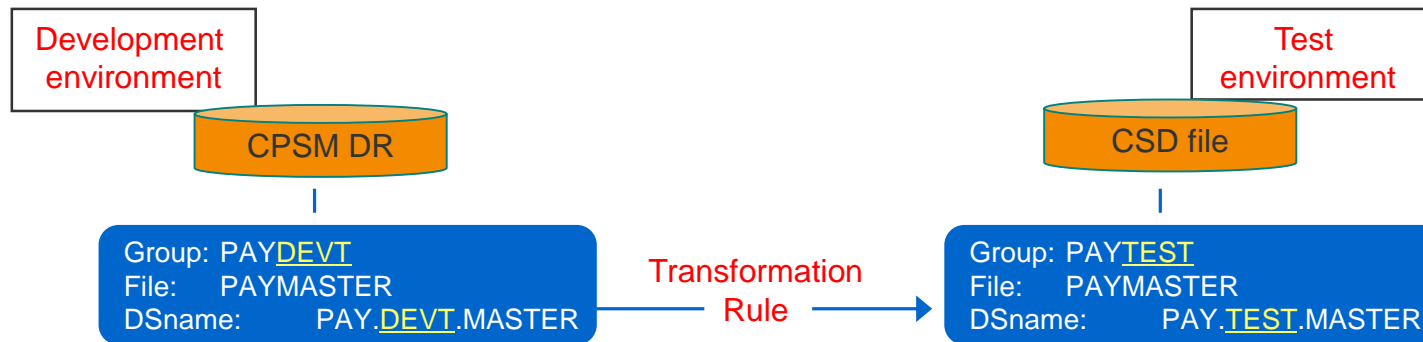 Development
environment
CPSM DR
Group: PAYDEVT
File: PAYMASTER
DSname: PAY.DEVT.MASTER
Transformation
Rule
Test
environment
CSD file
Group: PAYTEST
File: PAYMASTER
DSname: PAY.TEST.MASTER